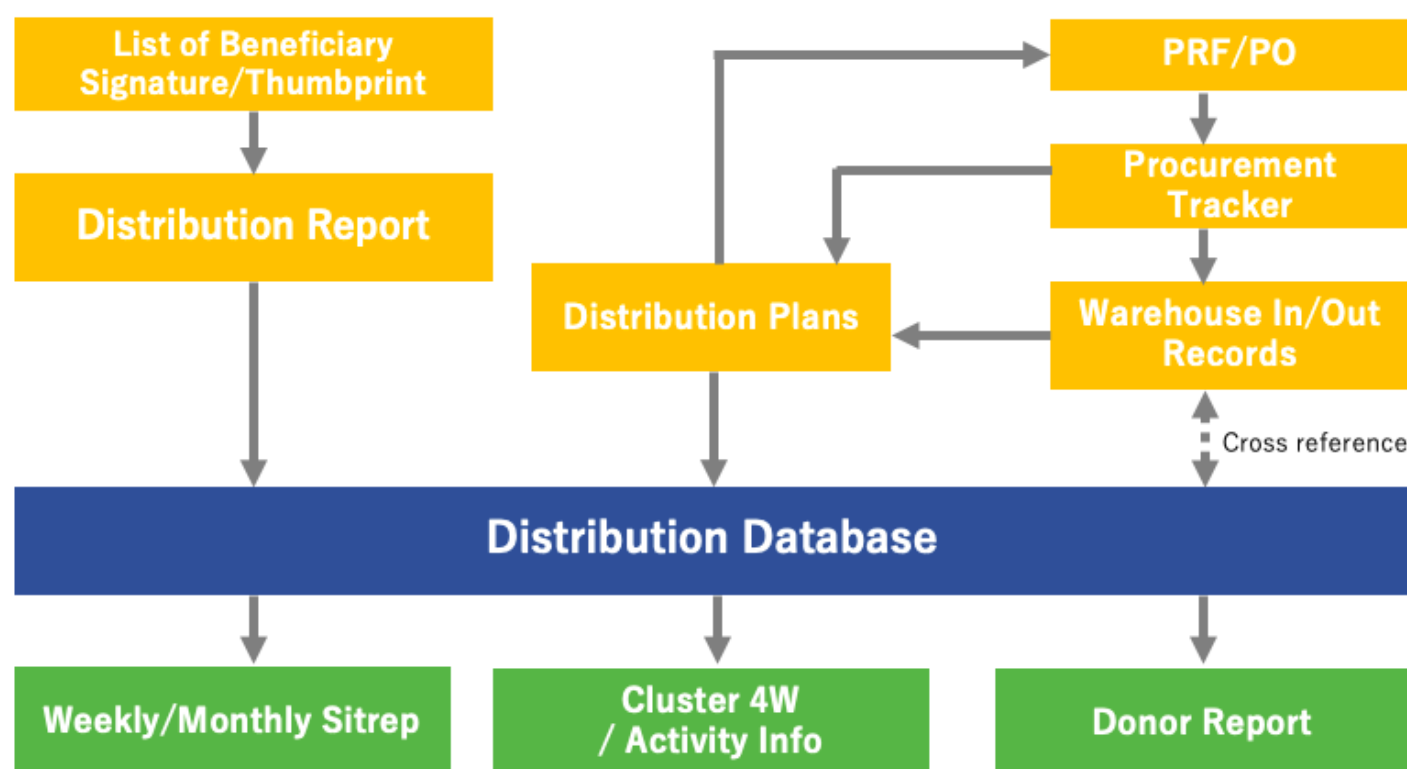 List of Beneficiary
Signature/Thumbprint
PRF/PO
Procurement
Tracker
Distribution Report
Distribution Plans
Warehouse In/Out
Records
Cross reference
Distribution Database
Weekly/Monthly Sitrep
Cluster 4W
/ Activity Info
Donor Report